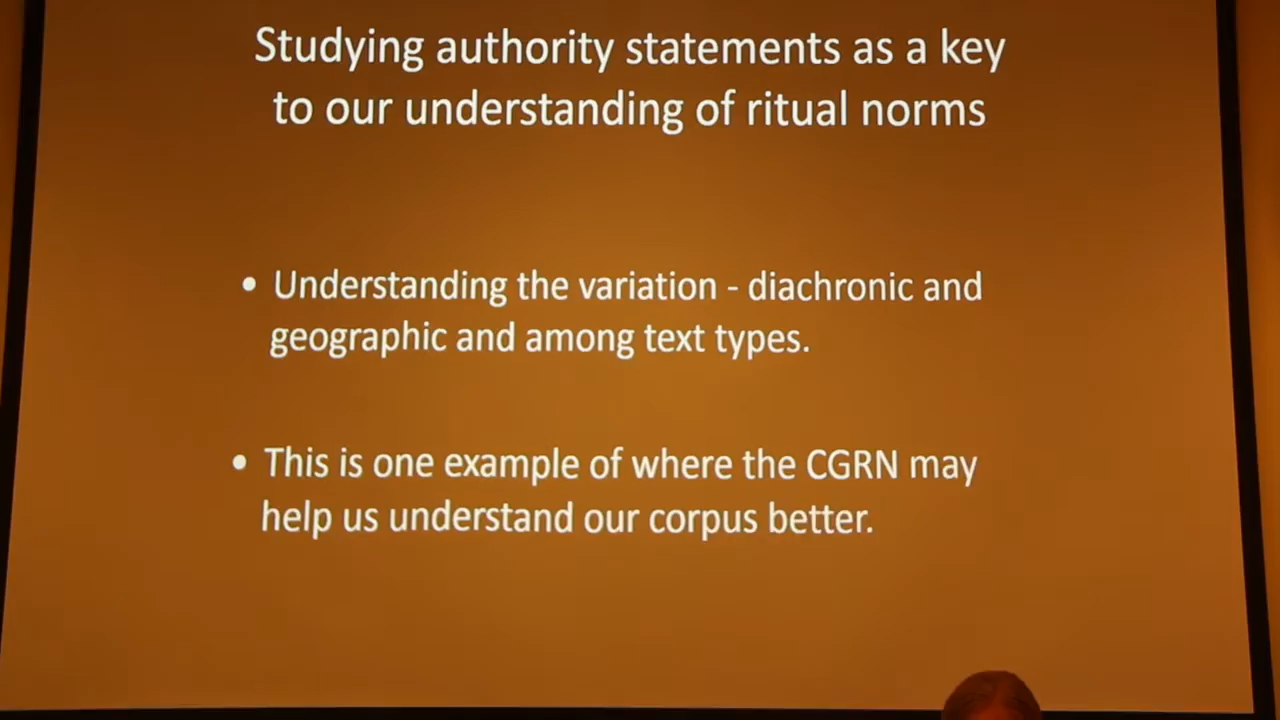 Studying authority statements as a key
to our understanding of ritual norms
• Understanding the variation - diachronic and
geographic and among text types.
• This is one example of where the CGRN may
help us understand our corpus better.